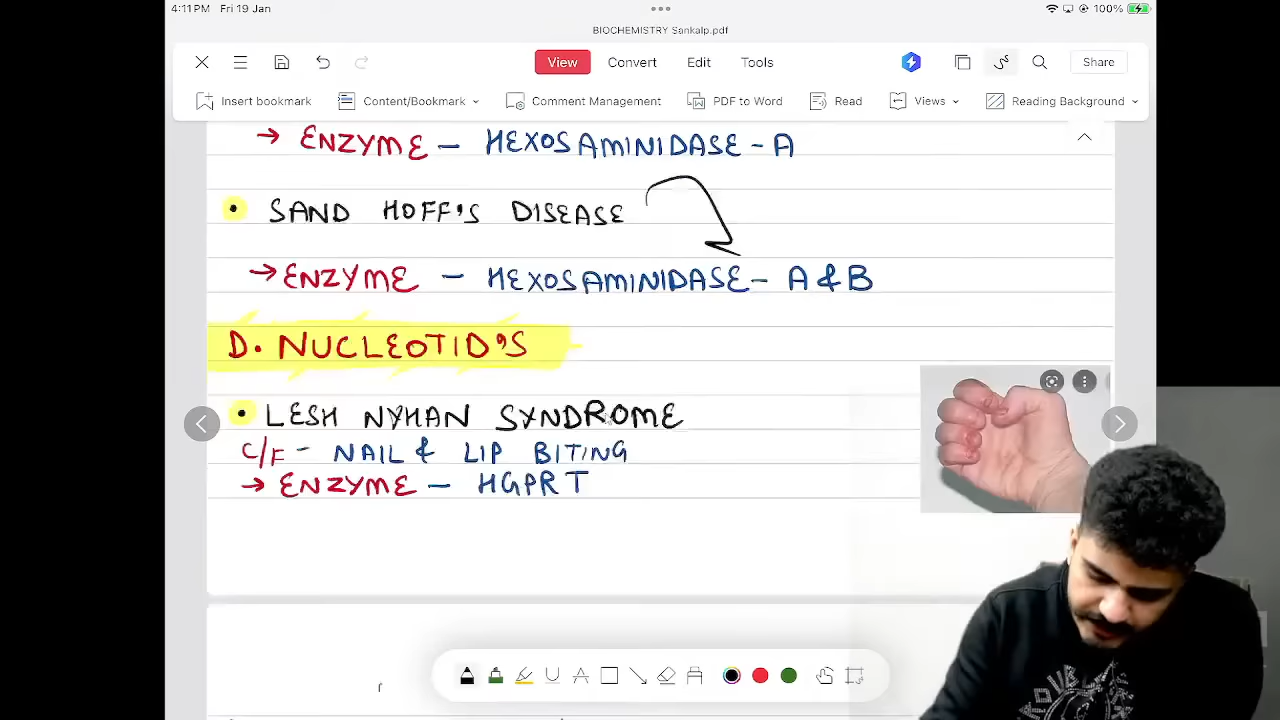 4:11 PM Fri 19 Jan
100%
BIOCHEMISTRY Sankalp.pdf
View Convert Edit Tools Share
Insert bookmark Content/Bookmark Comment Management PDF to Word Read Views Reading Background
→ ENZYME - HEXOSAMINIDASE - A
• SAND HOFF'S DISEASE
→ ENZYME - HEXOSAMINIDASE - A & B
D. NUCLEOTID'S
• LESH NYHAN SYNDROME
C/F - NAIL & LIP BITING
→ ENZYME - HGPRT